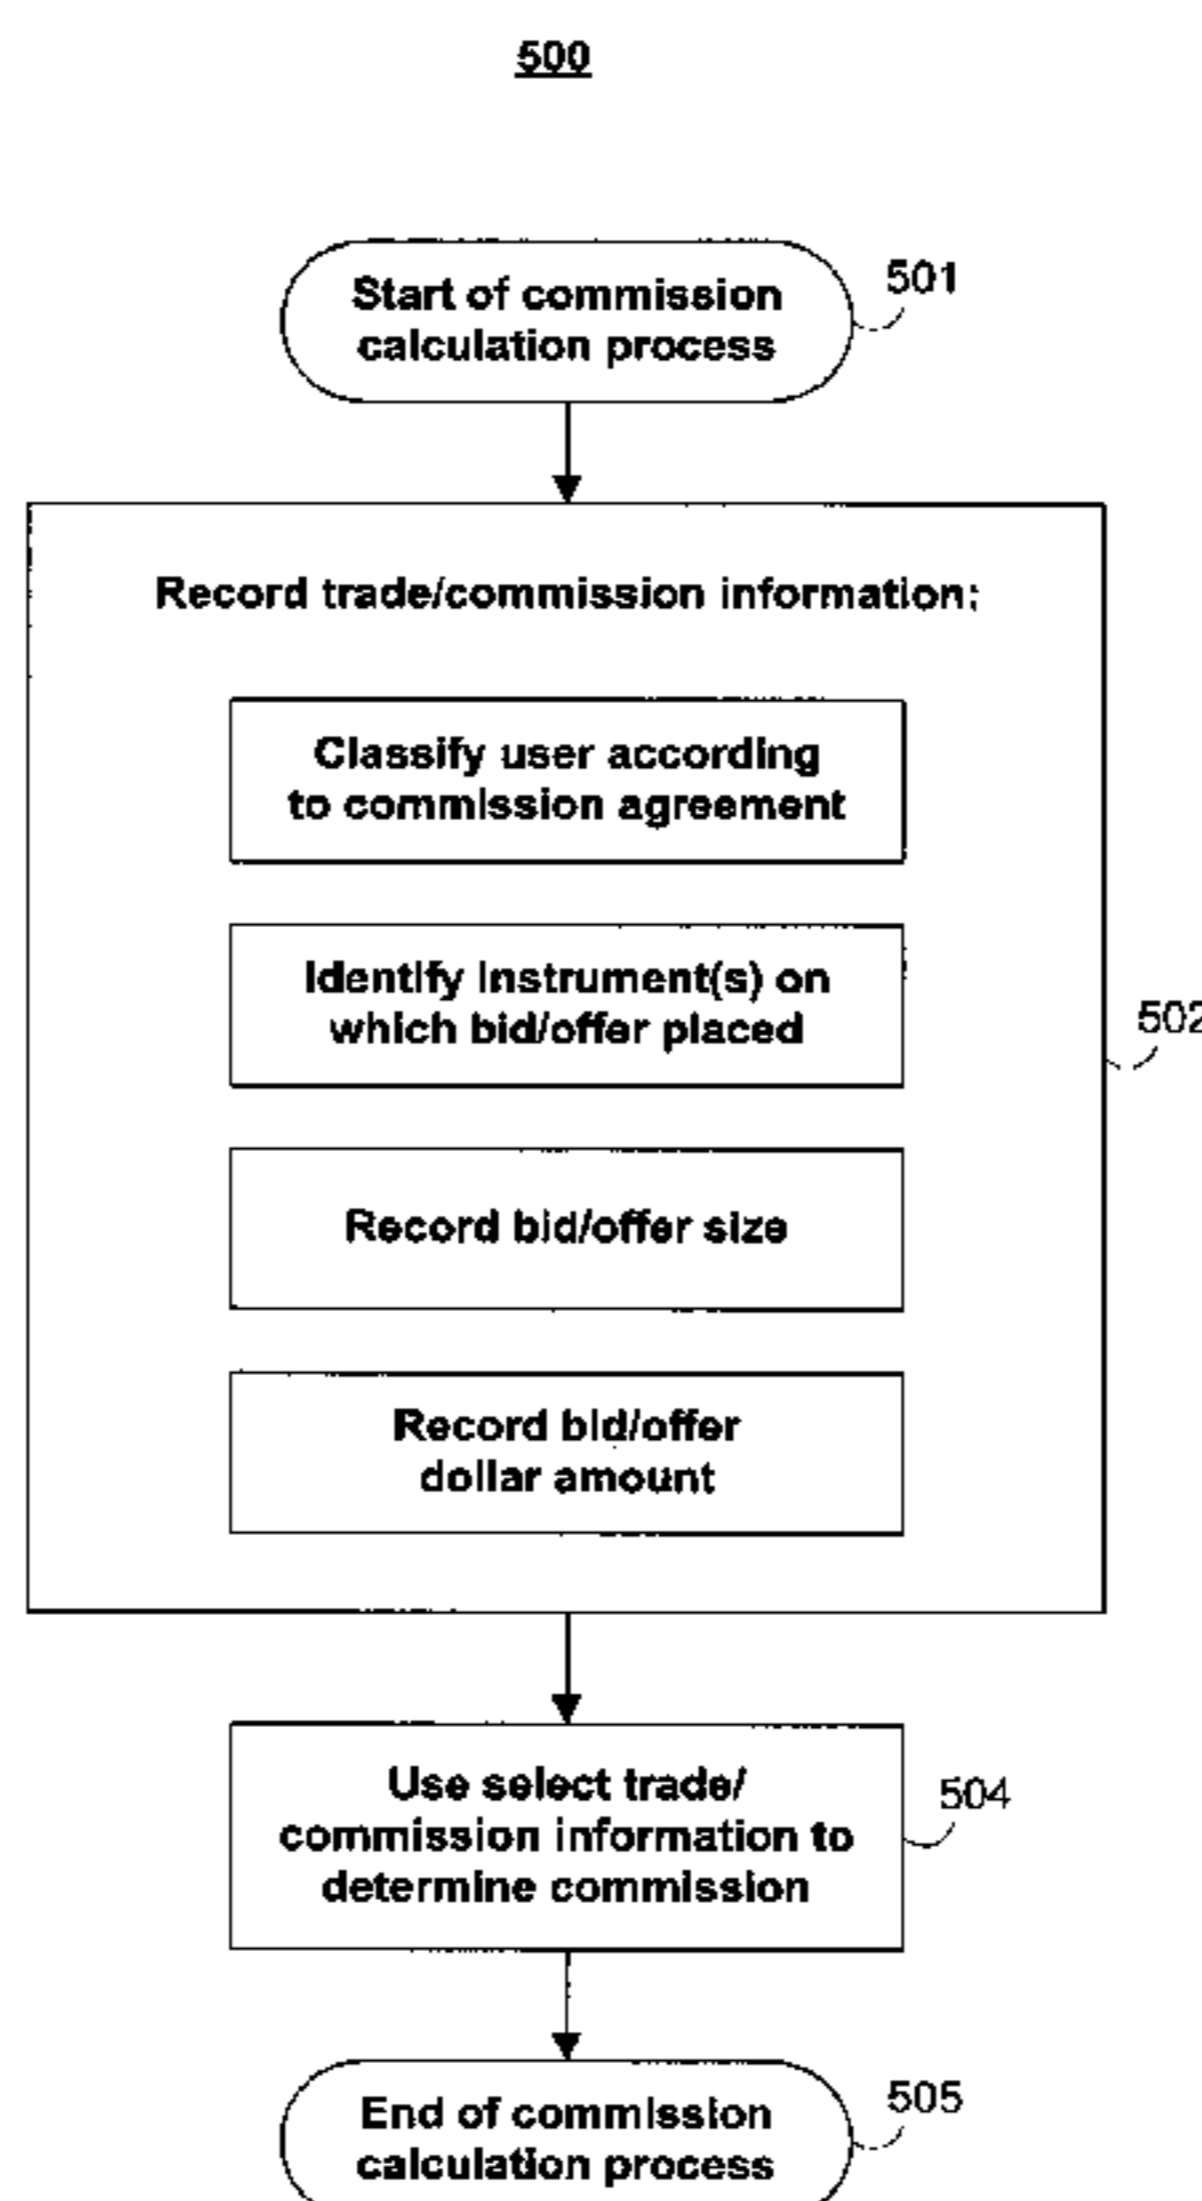 500
Start of commission
calculation process
501
Record trade/commission information:
Classify user according
to commission agreement
Identify instrument(s) on
which bid/offer placed
502
Record bid/offer size
Record bid/offer
dollar amount
Use select trade/
commission information to
determine commission
504
End of commission
calculation process
505